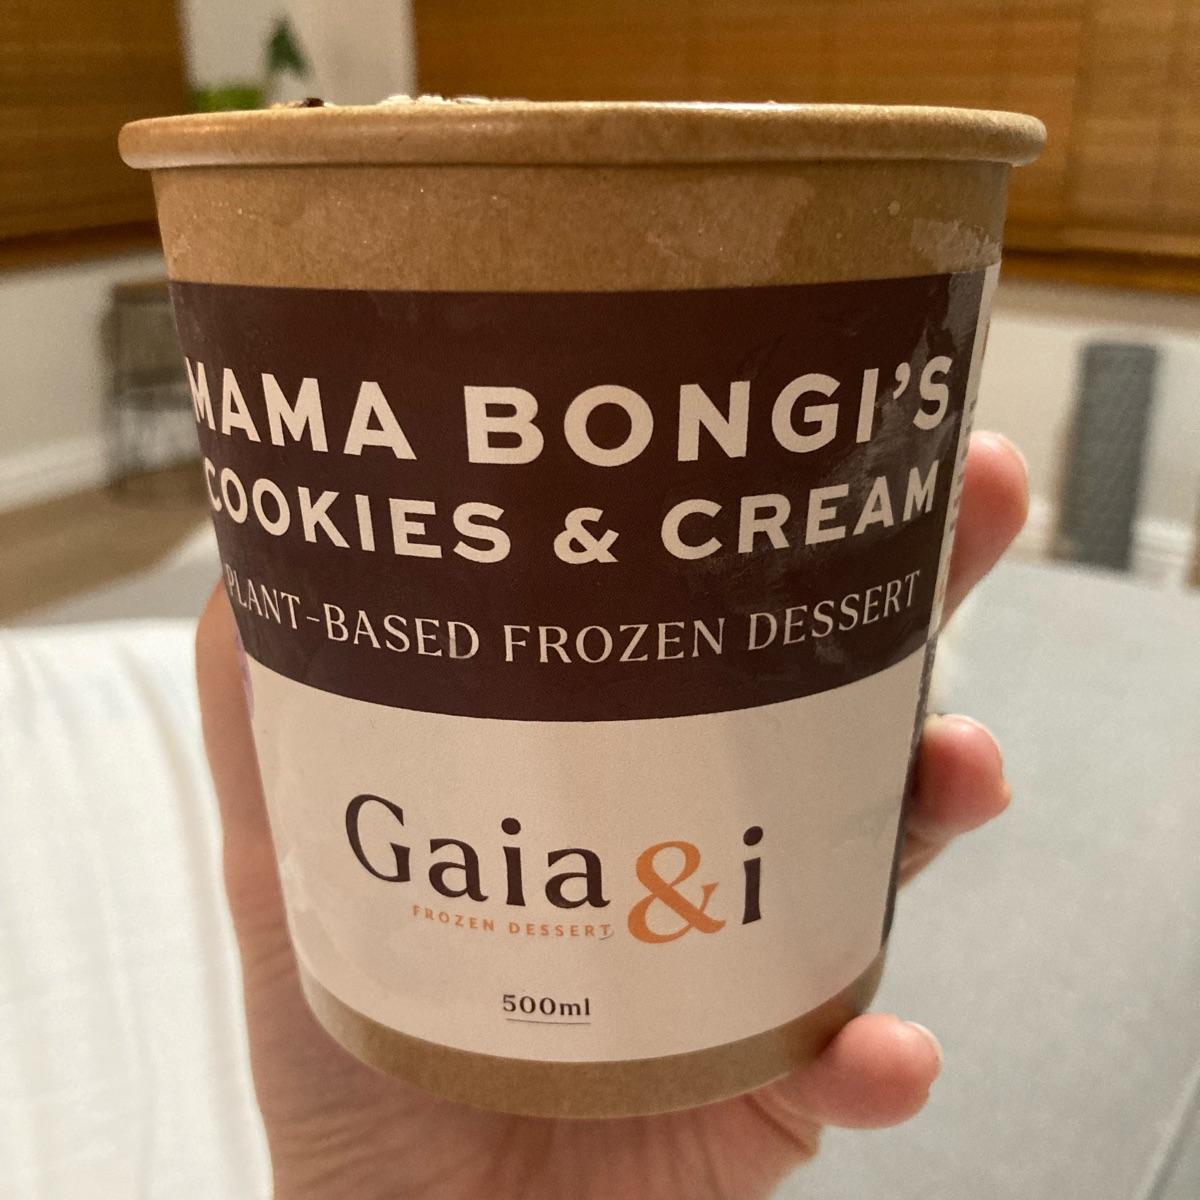 MAMA BONGI'S
COOKIES & CREAM
PLANT-BASED FROZEN DESSERT
Gaia&i
FROZEN DESSERT
500ml